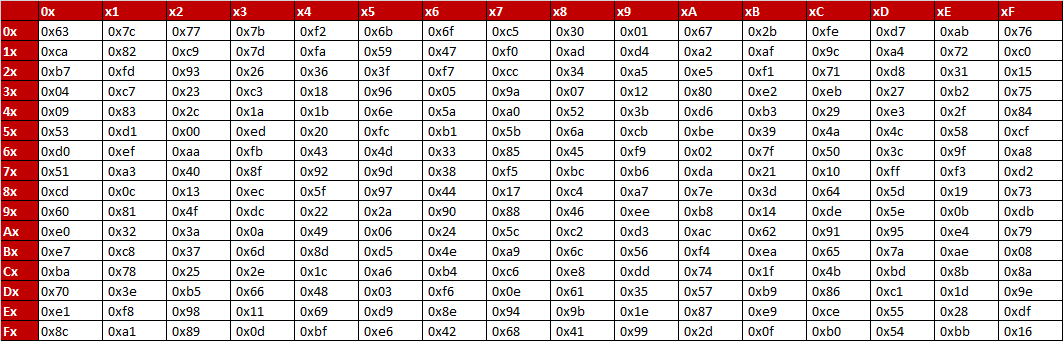 0x x1 x2 x3 x4 x5 x6 x7 x8 x9 xA xB xC xD xE xF
0x 0x63 0x7c 0x77 0x7b 0xf2 0x6b 0x6f 0xc5 0x30 0x01 0x67 0x2b 0xfe 0xd7 0xab 0x76
1x 0xca 0x82 0xc9 0x7d 0xfa 0x59 0x47 0xf0 0xad 0xd4 0xa2 0xaf 0x9c 0xa4 0x72 0xc0
2x 0xb7 0xfd 0x93 0x26 0x36 0x3f 0xf7 0xcc 0x34 0xa5 0xe5 0xf1 0x71 0xd8 0x31 0x15
3x 0x04 0xc7 0x23 0xc3 0x18 0x96 0x05 0x9a 0x07 0x12 0x80 0xe2 0xeb 0x27 0xb2 0x75
4x 0x09 0x83 0x2c 0x1a 0x1b 0x6e 0x5a 0xa0 0x52 0x3b 0xd6 0xb3 0x29 0xe3 0x2f 0x84
5x 0x53 0xd1 0x00 0xed 0x20 0xfc 0xb1 0x5b 0x6a 0xcb 0xbe 0x39 0x4a 0x4c 0x58 0xcf
6x 0xd0 0xef 0xaa 0xfb 0x43 0x4d 0x33 0x85 0x45 0xf9 0x02 0x7f 0x50 0x3c 0x9f 0xa8
7x 0x51 0xa3 0x40 0x8f 0x92 0x9d 0x38 0xf5 0xbc 0xb6 0xda 0x21 0x10 0xff 0xf3 0xd2
8x 0xcd 0x0c 0x13 0xec 0x5f 0x97 0x44 0x17 0xc4 0xa7 0x7e 0x3d 0x64 0x5d 0x19 0x73
9x 0x60 0x81 0x4f 0xdc 0x22 0x2a 0x90 0x88 0x46 0xee 0xb8 0x14 0xde 0x5e 0x0b 0xdb
Ax 0xe0 0x32 0x3a 0x0a 0x49 0x06 0x24 0x5c 0xc2 0xd3 0xac 0x62 0x91 0x95 0xe4 0x79
Bx 0xe7 0xc8 0x37 0x6d 0x8d 0xd5 0x4e 0xa9 0x6c 0x56 0xf4 0xea 0x65 0x7a 0xae 0x08
Cx 0xba 0x78 0x25 0x2e 0x1c 0xa6 0xb4 0xc6 0xe8 0xdd 0x74 0x1f 0x4b 0xbd 0x8b 0x8a
Dx 0x70 0x3e 0xb5 0x66 0x48 0x03 0xf6 0x0e 0x61 0x35 0x57 0xb9 0x86 0xc1 0x1d 0x9e
Ex 0xe1 0xf8 0x98 0x11 0x69 0xd9 0x8e 0x94 0x9b 0x1e 0x87 0xe9 0xce 0x55 0x28 0xdf
Fx 0x8c 0xa1 0x89 0x0d 0xbf 0xe6 0x42 0x68 0x41 0x99 0x2d 0x0f 0xb0 0x54 0xbb 0x16